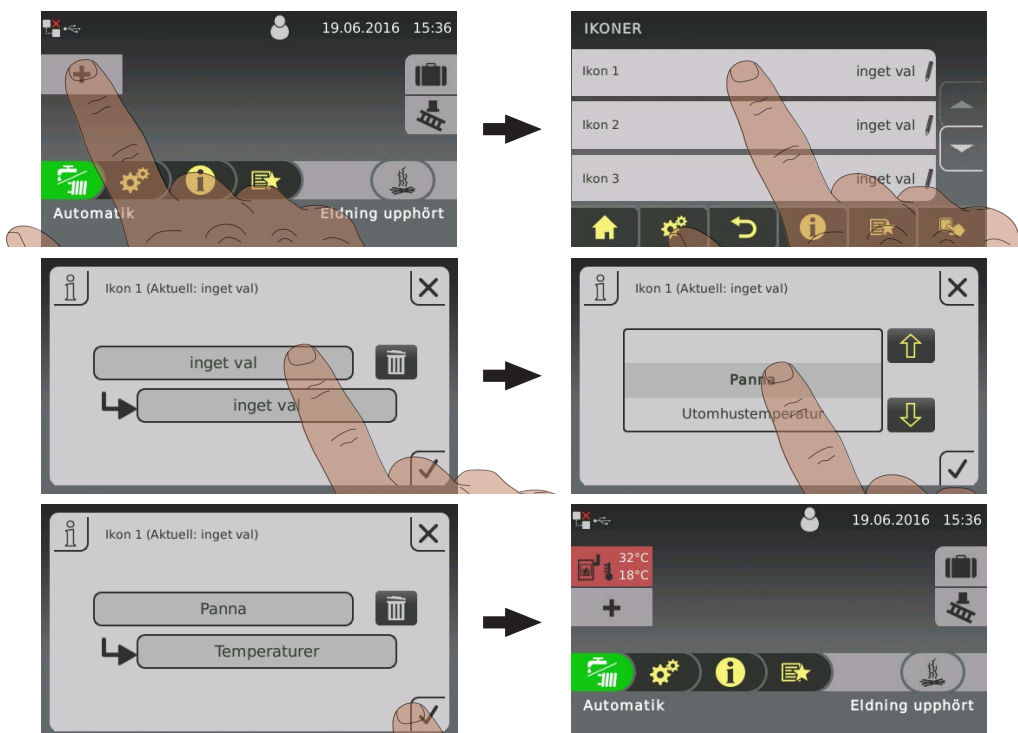 19.06.2016 15:36
Automatik
Eldning upphört
IKONER
Ikon 1 inget val
Ikon 2 inget val
Ikon 3 inget val
Ikon 1 (Aktuell: inget val)
inget val
inget val
Ikon 1 (Aktuell: inget val)
Panna
Utomhustemperatur
Ikon 1 (Aktuell: inget val)
Panna
Temperaturer
19.06.2016 15:36
32°C
18°C
Automatik
Eldning upphört